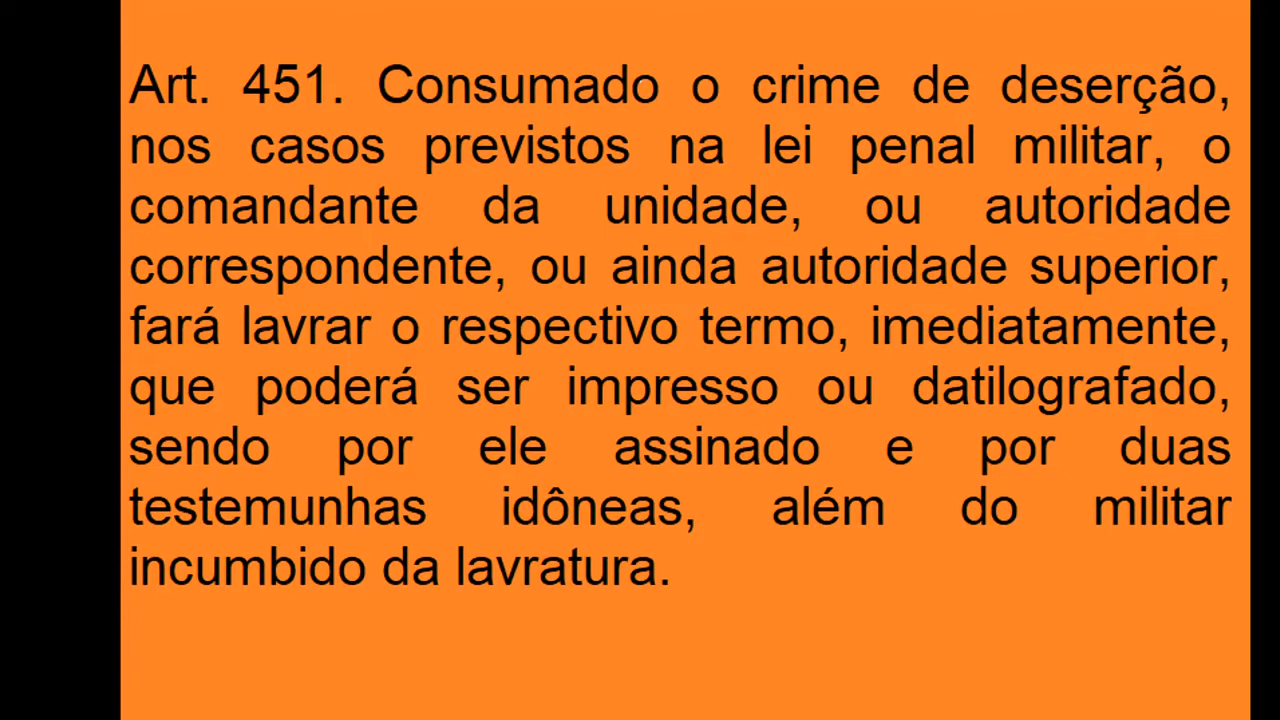 Art. 451. Consumado o crime de deserção,
nos casos previstos na lei penal militar, o
comandante da unidade, ou autoridade
correspondente, ou ainda autoridade superior,
fará lavrar o respectivo termo, imediatamente,
que poderá ser impresso ou datilografado,
sendo por ele assinado e por duas
testemunhas idôneas, além do militar
incumbido da lavratura.